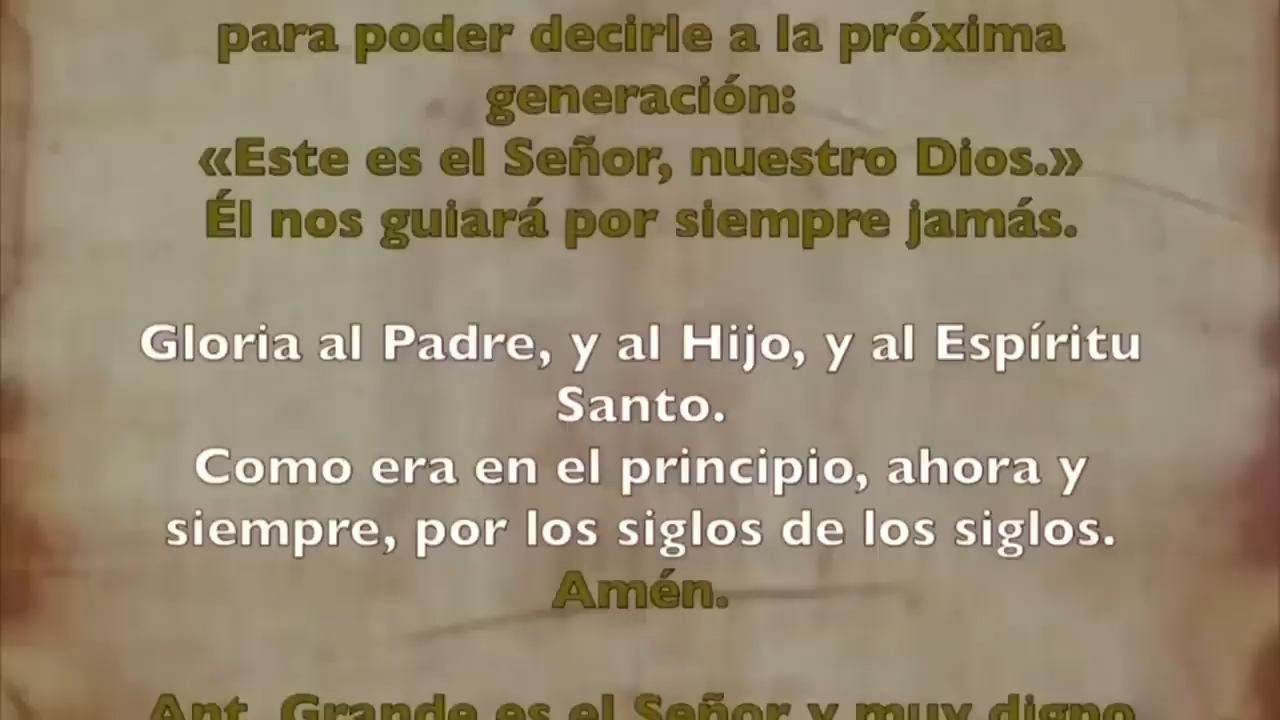 para poder decirle a la próxima
generación:
«Este es el Señor, nuestro Dios.»
Él nos guiará por siempre jamás.
Gloria al Padre, y al Hijo, y al Espíritu
Santo.
Como era en el principio, ahora y
siempre, por los siglos de los siglos.
Amén.
Ant. Grande es el Señor y muy digno